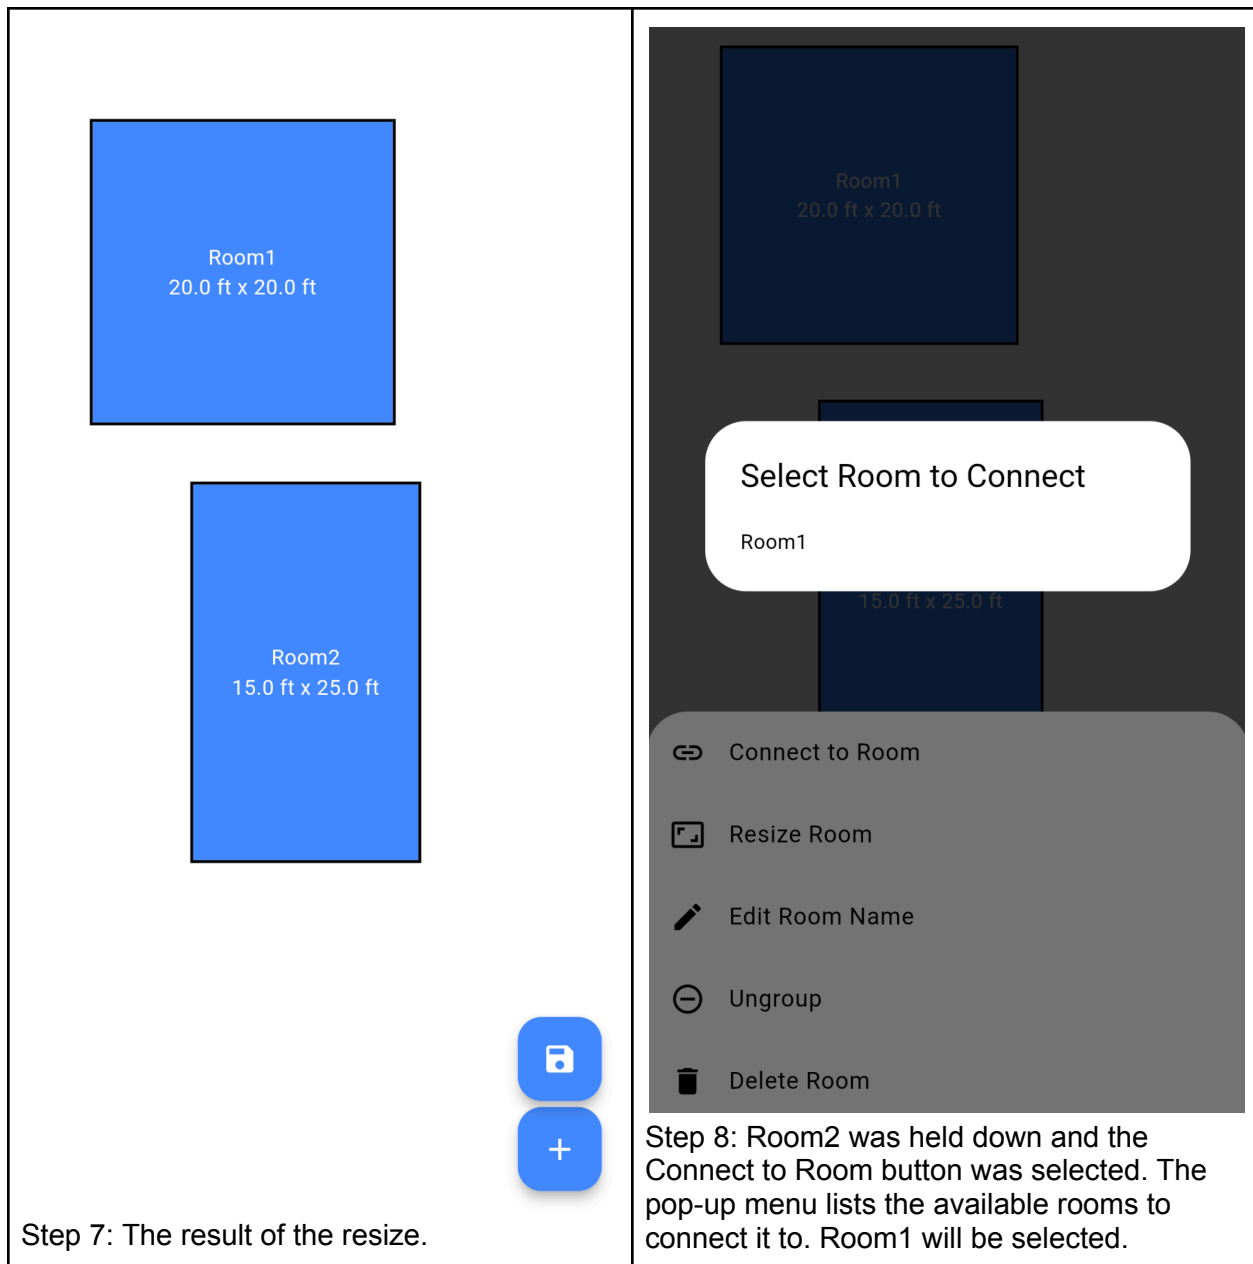 Room1
20.0 ft x 20.0 ft
Room2
15.0 ft x 25.0 ft
Step 7: The result of the resize.
Room1
20.0 ft x 20.0 ft
Select Room to Connect
Room1
15.0 ft x 25.0 ft
Connect to Room
Resize Room
Edit Room Name
Ungroup
Delete Room
Step 8: Room2 was held down and the
Connect to Room button was selected. The
pop-up menu lists the available rooms to
connect it to. Room1 will be selected.